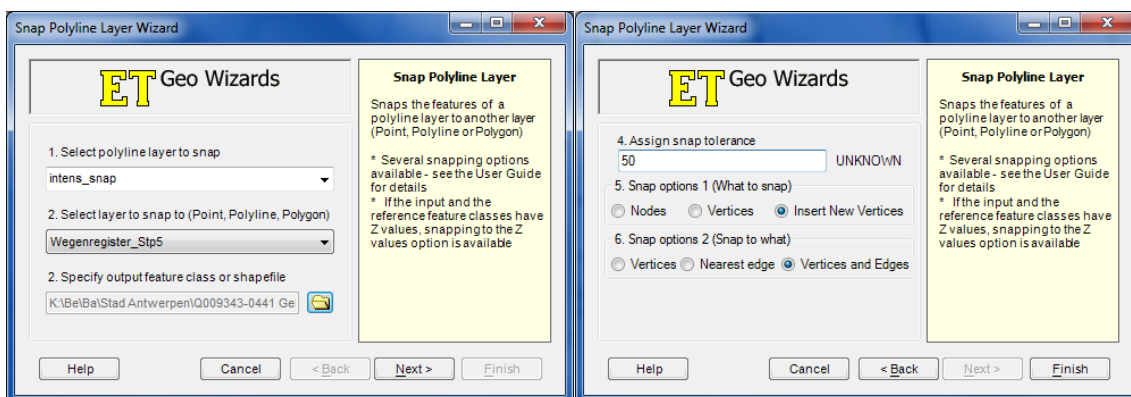 Snap Polyline Layer Wizard
ET Geo Wizards
1. Select polyline layer to snap
intens_snap
2. Select layer to snap to (Point, Polyline, Polygon)
Wegenregister_Stp5
2. Specify output feature class or shapefile
K:\Be\Ba\Stad Antwerpen\Q009343-0441 Ge
Snap Polyline Layer
Snaps the features of a
polyline layer to another layer
(Point, Polyline or Polygon)
* Several snapping options
available - see the User Guide
for details
* If the input and the
reference feature classes have
Z values, snapping to the Z
values option is available
Help
Cancel
< Back
Next >
Finish
Snap Polyline Layer Wizard
ET Geo Wizards
4. Assign snap tolerance
50 UNKNOWN
5. Snap options 1 (What to snap)
Nodes Vertices Insert New Vertices
6. Snap options 2 (Snap to what)
Vertices Nearest edge Vertices and Edges
Snap Polyline Layer
Snaps the features of a
polyline layer to another layer
(Point, Polyline or Polygon)
* Several snapping options
available - see the User Guide
for details
* If the input and the
reference feature classes have
Z values, snapping to the Z
values option is available
Help
Cancel
< Back
Next >
Finish